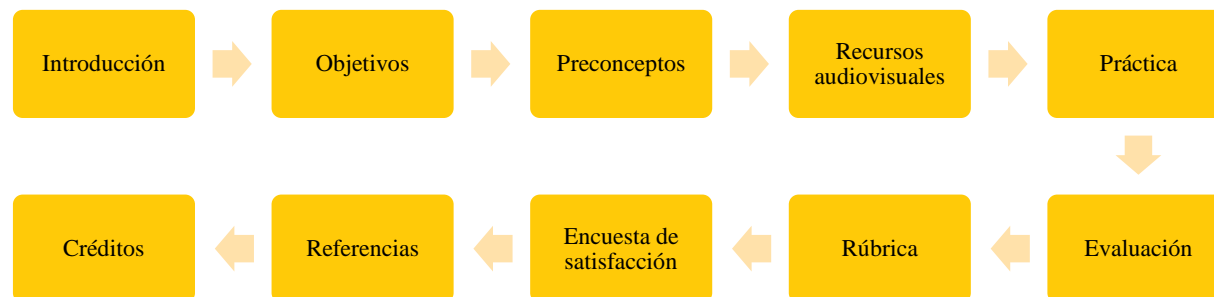 Introducción
Objetivos
Preconceptos
Recursos
audiovisuales
Práctica
Evaluación
Rúbrica
Encuesta de
satisfacción
Referencias
Créditos